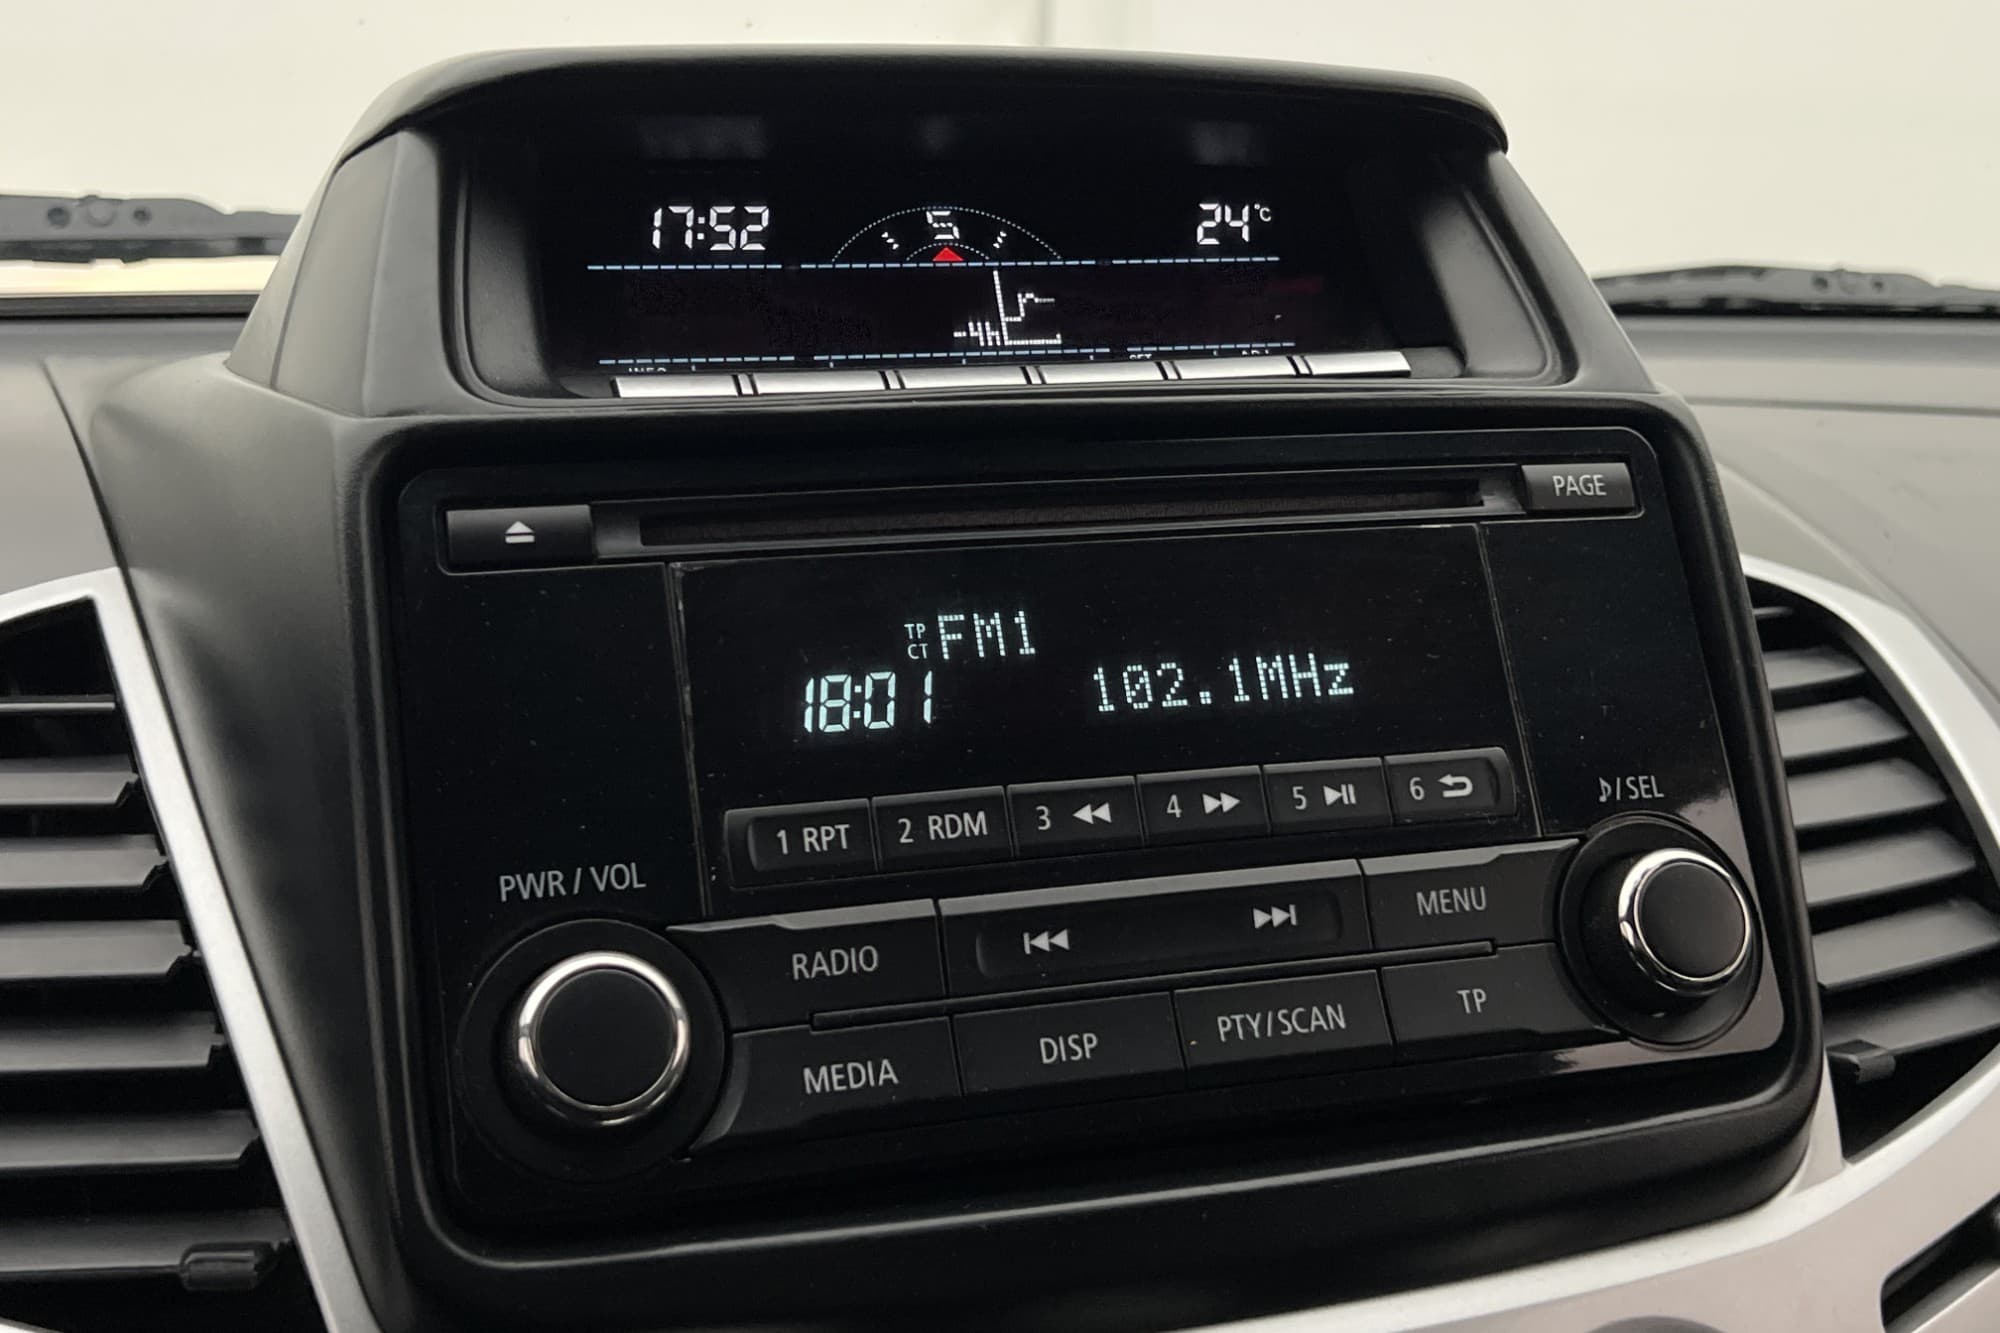 17:52
S
24°C
-4h
PAGE
TP
CT
FM1
18:01
102.1MHz
1 RPT
2 RDM
3
4
5
6
♪/SEL
PWR / VOL
RADIO
MENU
MEDIA
DISP
PTY/SCAN
TP